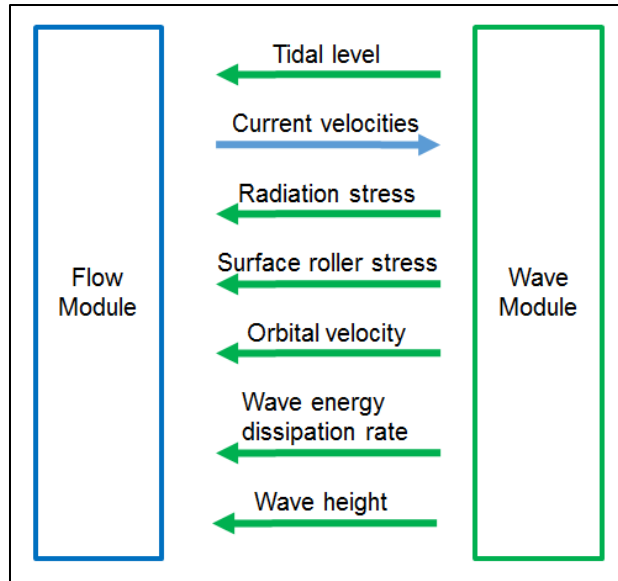 Tidal level
Current velocities
Radiation stress
Surface roller stress
Flow
Module
Wave
Module
Orbital velocity
Wave energy
dissipation rate
Wave height